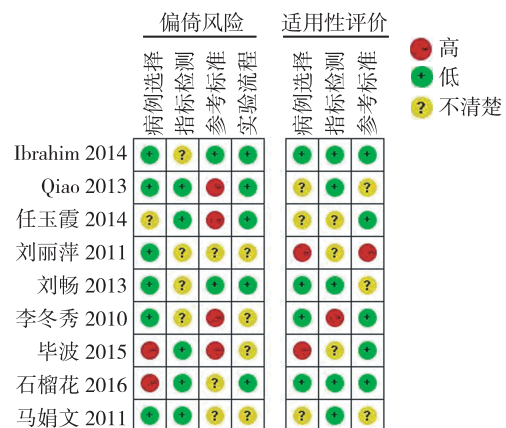 偏倚风险 适用性评价
病例选择 指标检测 参考标准 实验流程 病例选择 指标检测 参考标准
高
低
不清楚
Ibrahim 2014 + ? + + + + +
Qiao 2013 + + - + ? + ?
任玉霞 2014 ? + - + ? ? +
刘丽萍 2011 + ? ? ? - ? -
刘畅 2013 + ? + + + + ?
李冬秀 2010 + ? - ? + - +
毕波 2015 - + - ? - ? +
石榴花 2016 - + ? + + + +
马娟文 2011 + + ? ? ? + ?